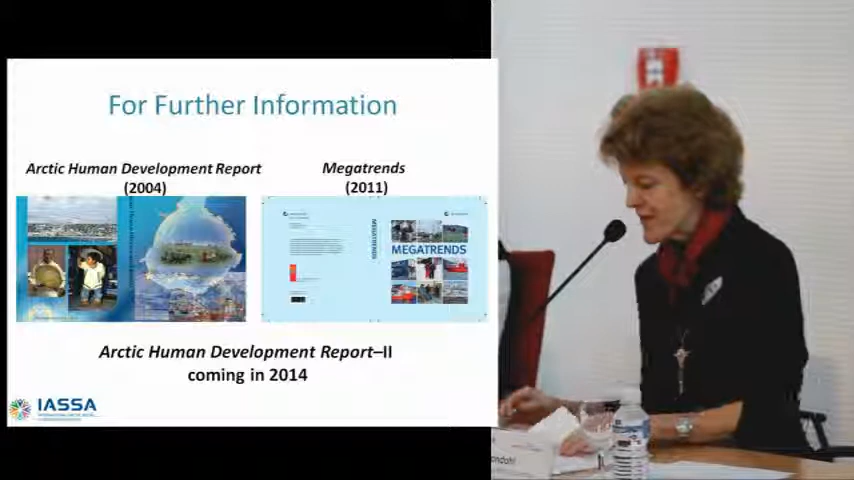 For Further Information
Arctic Human Development Report
(2004)
Megatrends
(2011)
MEGATRENDS
MEGATRENDS
Arctic Human Development Report–II
coming in 2014
IASSA